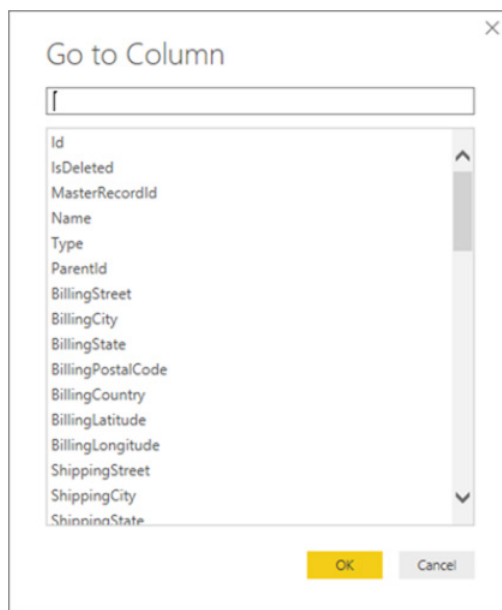 Go to Column
Id
IsDeleted
MasterRecordId
Name
Type
ParentId
BillingStreet
BillingCity
BillingState
BillingPostalCode
BillingCountry
BillingLatitude
BillingLongitude
ShippingStreet
ShippingCity
ShippingState
OK Cancel